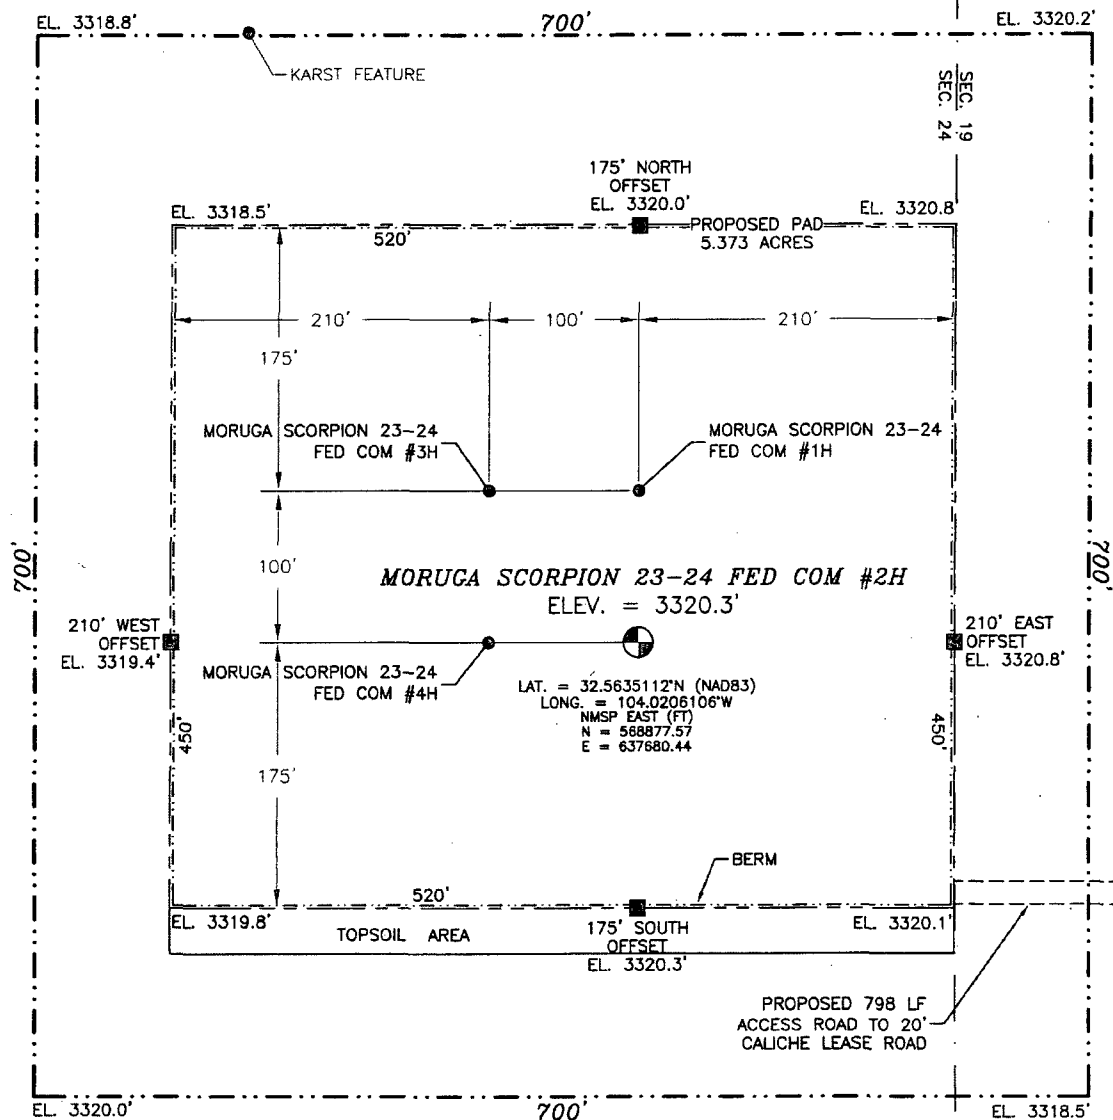 EL. 3318.8'
700'
EL. 3320.2'
KARST FEATURE
SEC. 19
SEC. 24
175' NORTH
OFFSET
EL. 3320.0'
EL. 3318.5'
EL. 3320.8'
520'
PROPOSED PAD
5.373 ACRES
210'
100'
210'
175'
MORUGA SCORPION 23-24
FED COM #3H
MORUGA SCORPION 23-24
FED COM #1H
700'
100'
MORUGA SCORPION 23-24 FED COM #2H
ELEV. = 3320.3'
700'
210' WEST
OFFSET
EL. 3319.4'
210' EAST
OFFSET
EL. 3320.8'
MORUGA SCORPION 23-24
FED COM #4H
LAT. = 32.5635112°N (NAD83)
LONG. = 104.0206106°W
NMSP EAST (FT)
N = 568877.57
E = 637680.44
450'
450'
175'
BERM
520'
EL. 3319.8'
TOPSOIL AREA
175' SOUTH
OFFSET
EL. 3320.3'
EL. 3320.1'
PROPOSED 798 LF
ACCESS ROAD TO 20'
CALICHE LEASE ROAD
EL. 3320.0'
700'
EL. 3318.5'